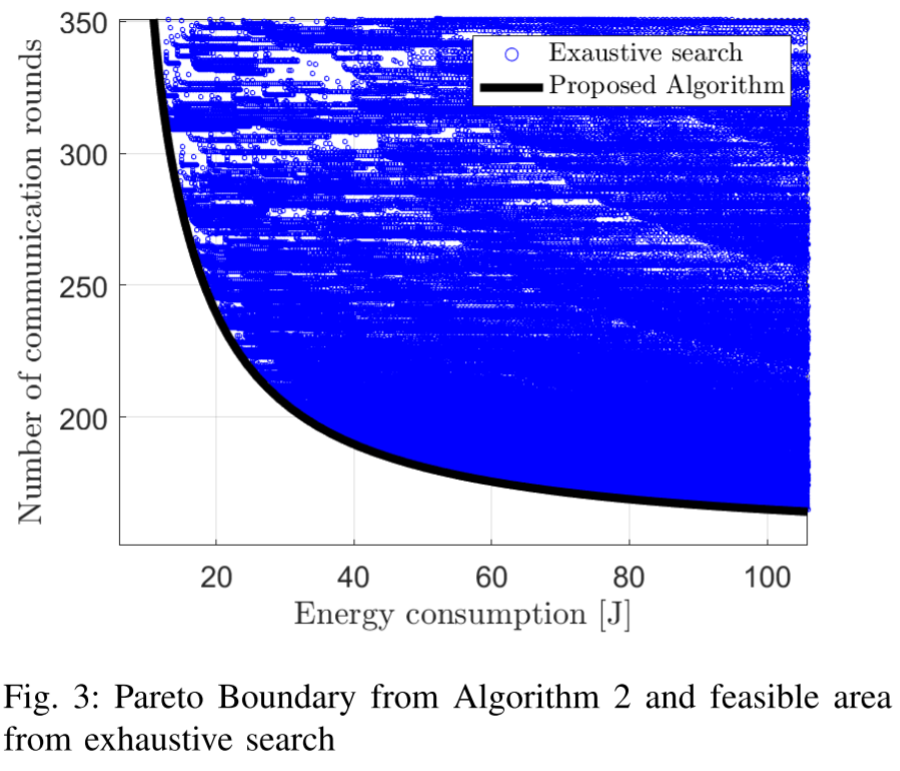 350
300
250
200
Number of communication rounds
Exaustive search
Proposed Algorithm
20 40 60 80 100
Energy consumption [J]
Fig. 3: Pareto Boundary from Algorithm 2 and feasible area
from exhaustive search